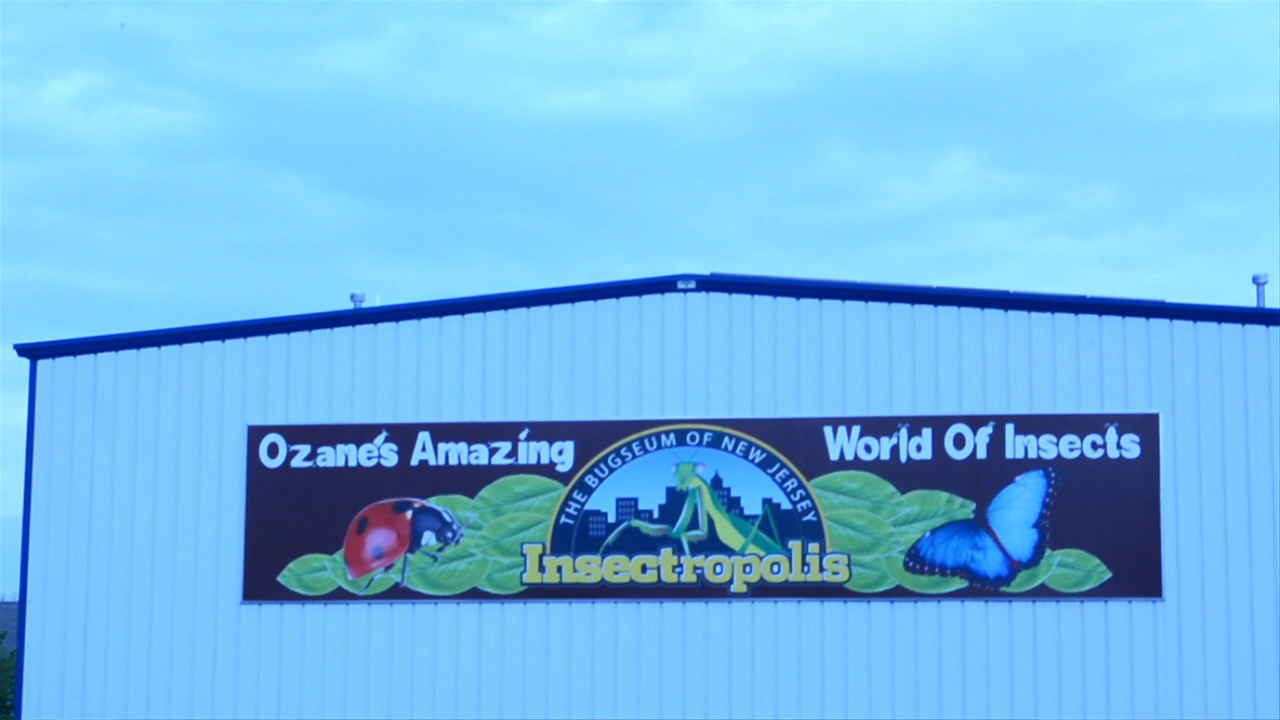 Ozane's Amazing
THE BUGSEUM OF NEW JERSEY
Insectropolis
World Of Insects